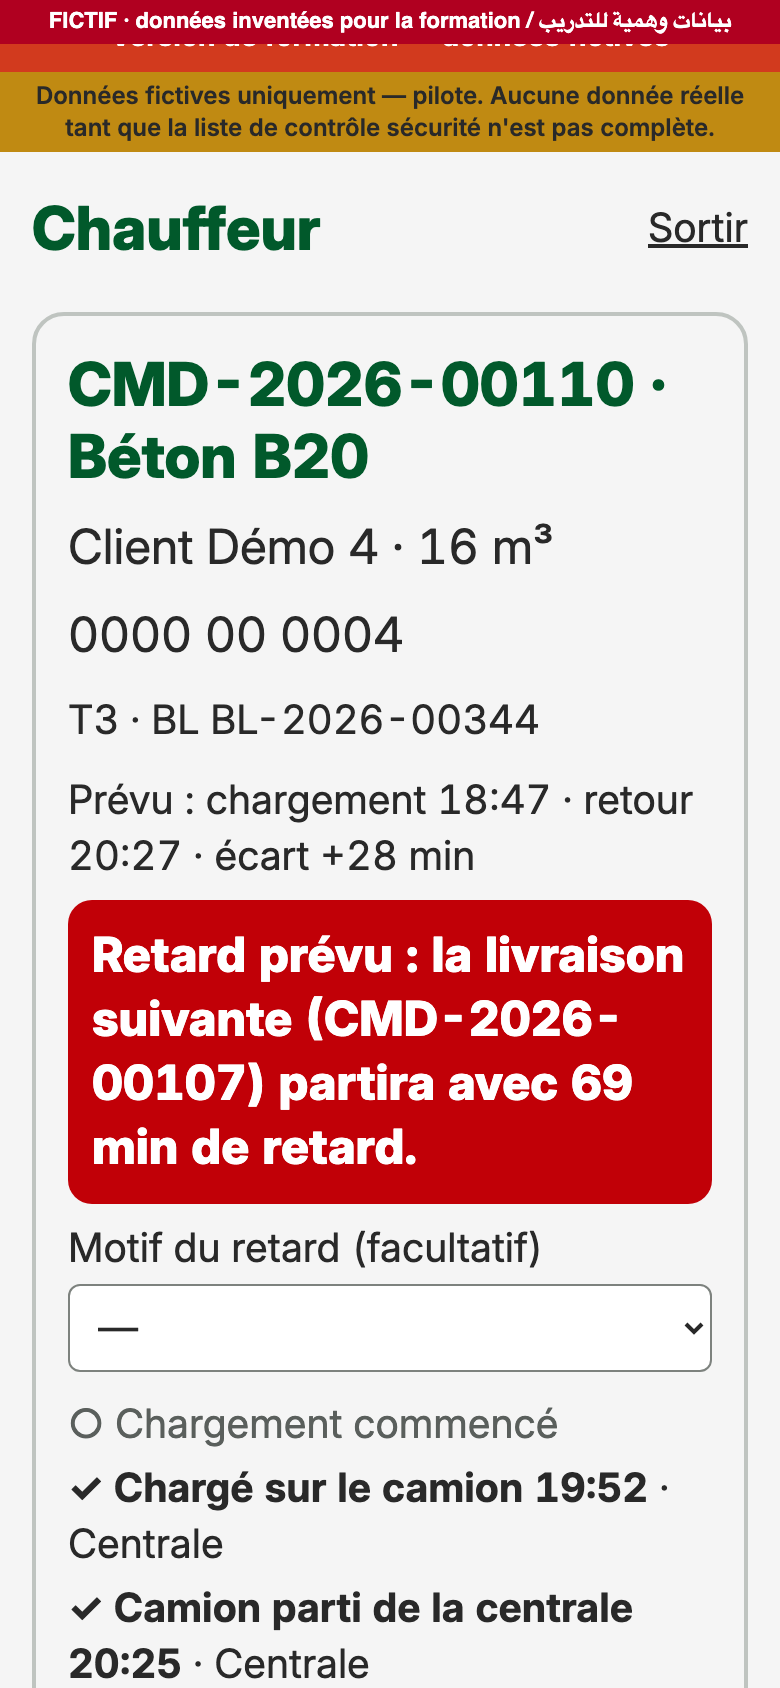 FICTIF · données inventées pour la formation / بيانات وهمية للتدريب
Données fictives uniquement — pilote. Aucune donnée réelle
tant que la liste de contrôle sécurité n'est pas complète.
Chauffeur
Sortir
CMD-2026-00110 ·
Béton B20
Client Démo 4 · 16 m³
0000 00 0004
T3 · BL BL-2026-00344
Prévu : chargement 18:47 · retour
20:27 · écart +28 min
Retard prévu : la livraison
suivante (CMD-2026-
00107) partira avec 69
min de retard.
Motif du retard (facultatif)
—
○ Chargement commencé
✓ Chargé sur le camion 19:52 ·
Centrale
✓ Camion parti de la centrale
20:25 · Centrale